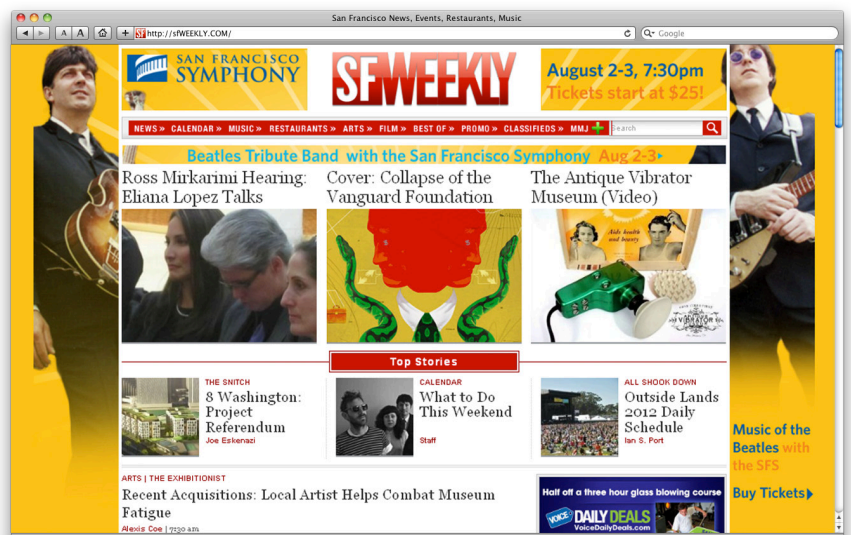 San Francisco News, Events, Restaurants, Music
A A
SF http://sfWEEKLY.COM/
Google
SAN FRANCISCO
SYMPHONY
SFWEEKLY
August 2-3, 7:30pm
Tickets start at $25!
NEWS » CALENDAR » MUSIC » RESTAURANTS » ARTS » FILM » BEST OF » PROMO » CLASSIFIEDS » MMJ
Search
Beatles Tribute Band with the San Francisco Symphony Aug 2-3
Ross Mirkarimi Hearing:
Eliana Lopez Talks
Cover: Collapse of the
Vanguard Foundation
The Antique Vibrator
Museum (Video)
Aids health
and beauty
VIBRATOR
Top Stories
THE SNITCH
8 Washington:
Project
Referendum
Joe Eskenazi
CALENDAR
What to Do
This Weekend
Staff
ALL SHOOK DOWN
Outside Lands
2012 Daily
Schedule
Ian S. Port
Music of the
Beatles with
the SFS
Buy Tickets
ARTS | THE EXHIBITIONIST
Recent Acquisitions: Local Artist Helps Combat Museum
Fatigue
Alexis Coe | 7:30 am
Half off a three hour glass blowing course
VOICE DAILY DEALS
VoiceDailyDeals.com